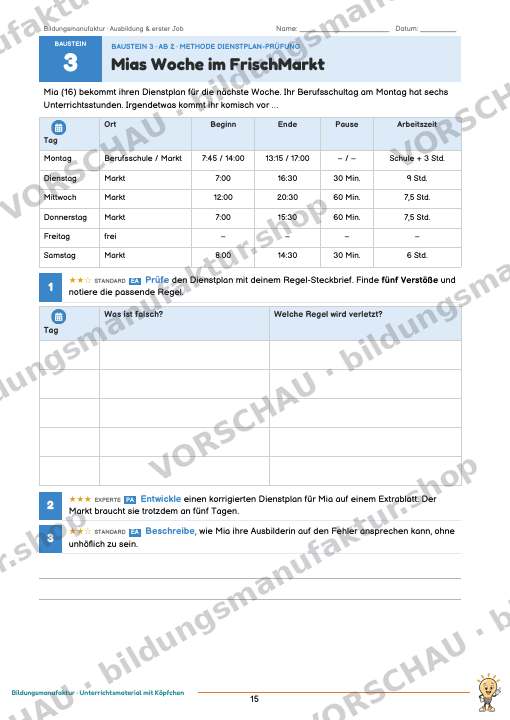 Bildungsmanufaktur · Ausbildung & erster Job Name: Datum:
BAUSTEIN
3
BAUSTEIN 3 · AB 2 · METHODE DIENSTPLAN-PRÜFUNG
Mias Woche im FrischMarkt
Mia (16) bekommt ihren Dienstplan für die nächste Woche. Ihr Berufsschultag am Montag hat sechs
Unterrichtsstunden. Irgendetwas kommt ihr komisch vor ...
Tag Ort Beginn Ende Pause Arbeitszeit
Montag Berufsschule / Markt 7:45 / 14:00 13:15 / 17:00 – / – Schule + 3 Std.
Dienstag Markt 7:00 16:30 30 Min. 9 Std.
Mittwoch Markt 12:00 20:30 60 Min. 7,5 Std.
Donnerstag Markt 7:00 15:30 60 Min. 7,5 Std.
Freitag frei – – – –
Samstag Markt 8:00 14:30 30 Min. 6 Std.
1 ★★☆ STANDARD EA Prüfe den Dienstplan mit deinem Regel-Steckbrief. Finde fünf Verstöße und
notiere die passende Regel.
Tag Was ist falsch? Welche Regel wird verletzt?
2 ★★★ EXPERTE PA Entwickle einen korrigierten Dienstplan für Mia auf einem Extrablatt. Der
Markt braucht sie trotzdem an fünf Tagen.
3 ★★☆ STANDARD EA Beschreibe, wie Mia ihre Ausbilderin auf den Fehler ansprechen kann, ohne
unhöflich zu sein.
Bildungsmanufaktur · Unterrichtsmaterial mit Köpfchen
15
VORSCHAU · bildungsmanufaktur.shop
VORSCHAU · bildungsmanufaktur.shop
VORSCHAU · bildungsmanufaktur.shop